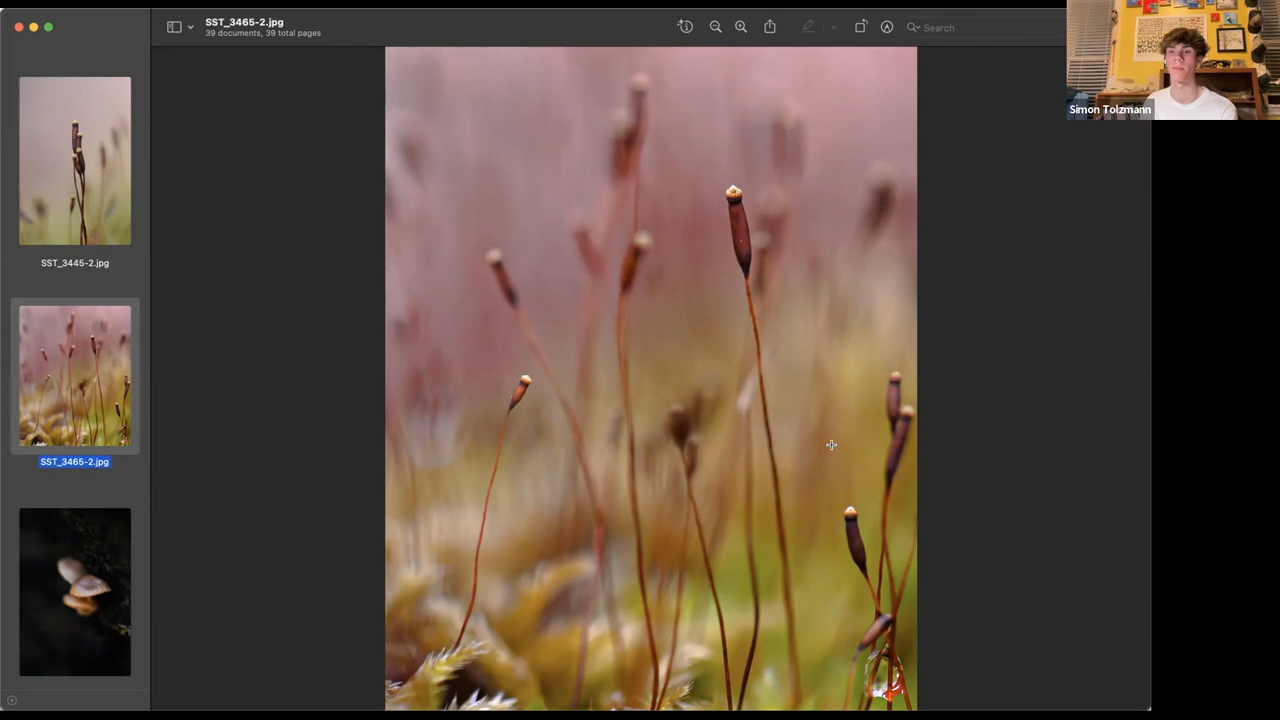 SST_3465-2.jpg
39 documents, 39 total pages
Search
Simon Tolzmann
SST_3445-2.jpg
SST_3465-2.jpg